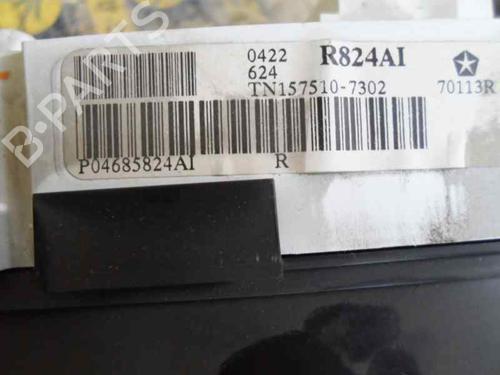 0422 R824AI
624
TN157510-7302 70113R
P04685824AI R
B-PARTS